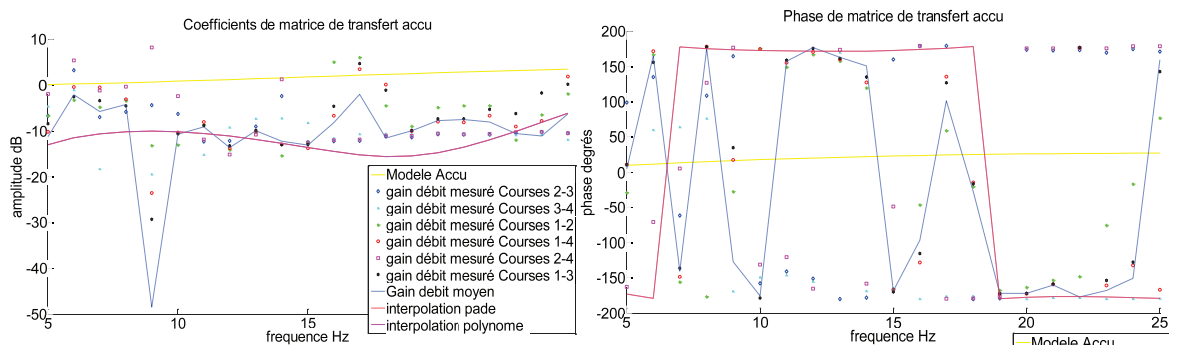 Coefficients de matrice de transfert accu
10
0
-10
-20
-30
-40
-50
amplitude dB
5
10
15
frequence Hz
Modele Accu
gain débit mesuré Courses 2-3
gain débit mesuré Courses 3-4
gain débit mesuré Courses 1-2
gain débit mesuré Courses 1-4
gain débit mesuré Courses 2-4
gain débit mesuré Courses 1-3
Gain debit moyen
interpolation pade
interpolation polynome
Phase de matrice de transfert accu
200
150
100
50
0
-50
-100
-150
-200
phase degrés
5
10
15
20
25
frequence Hz
Modele Accu